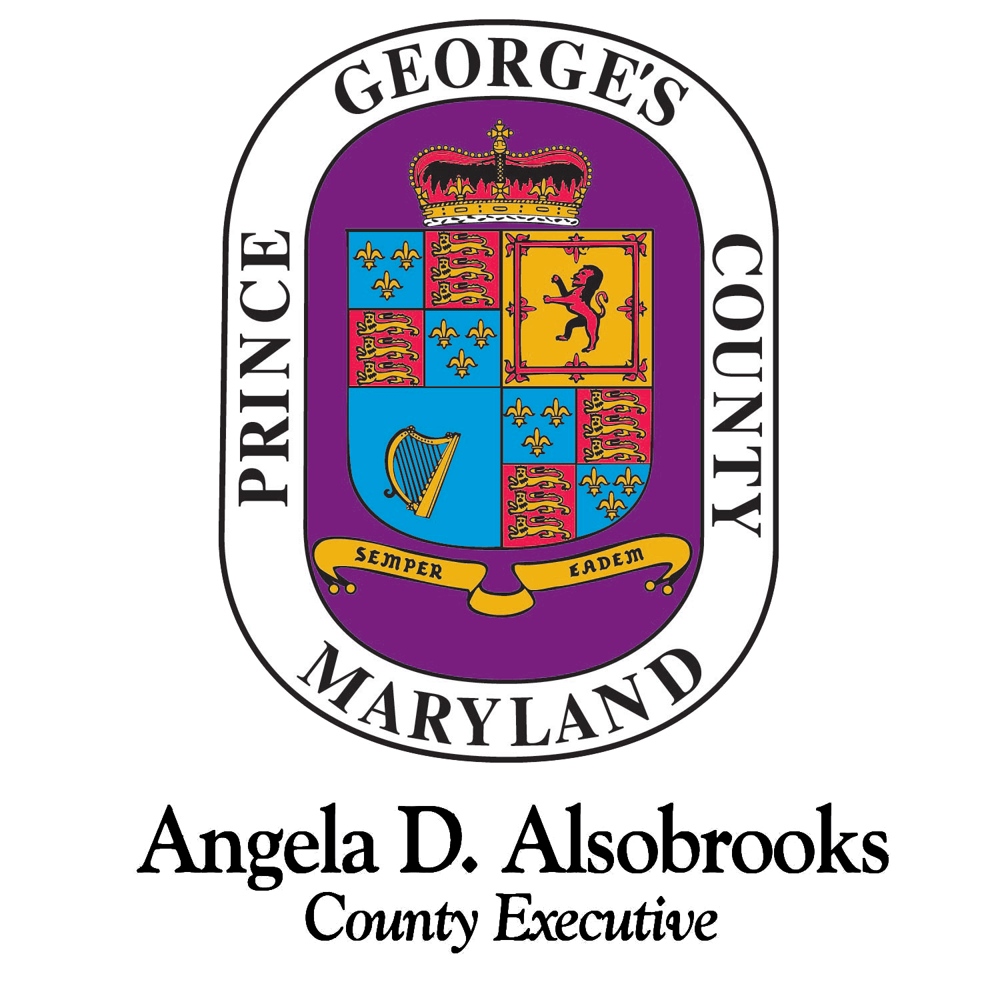 PRINCE
GEORGE'S
COUNTY
SEMPER EADEM
MARYLAND
Angela D. Alsobrooks
County Executive